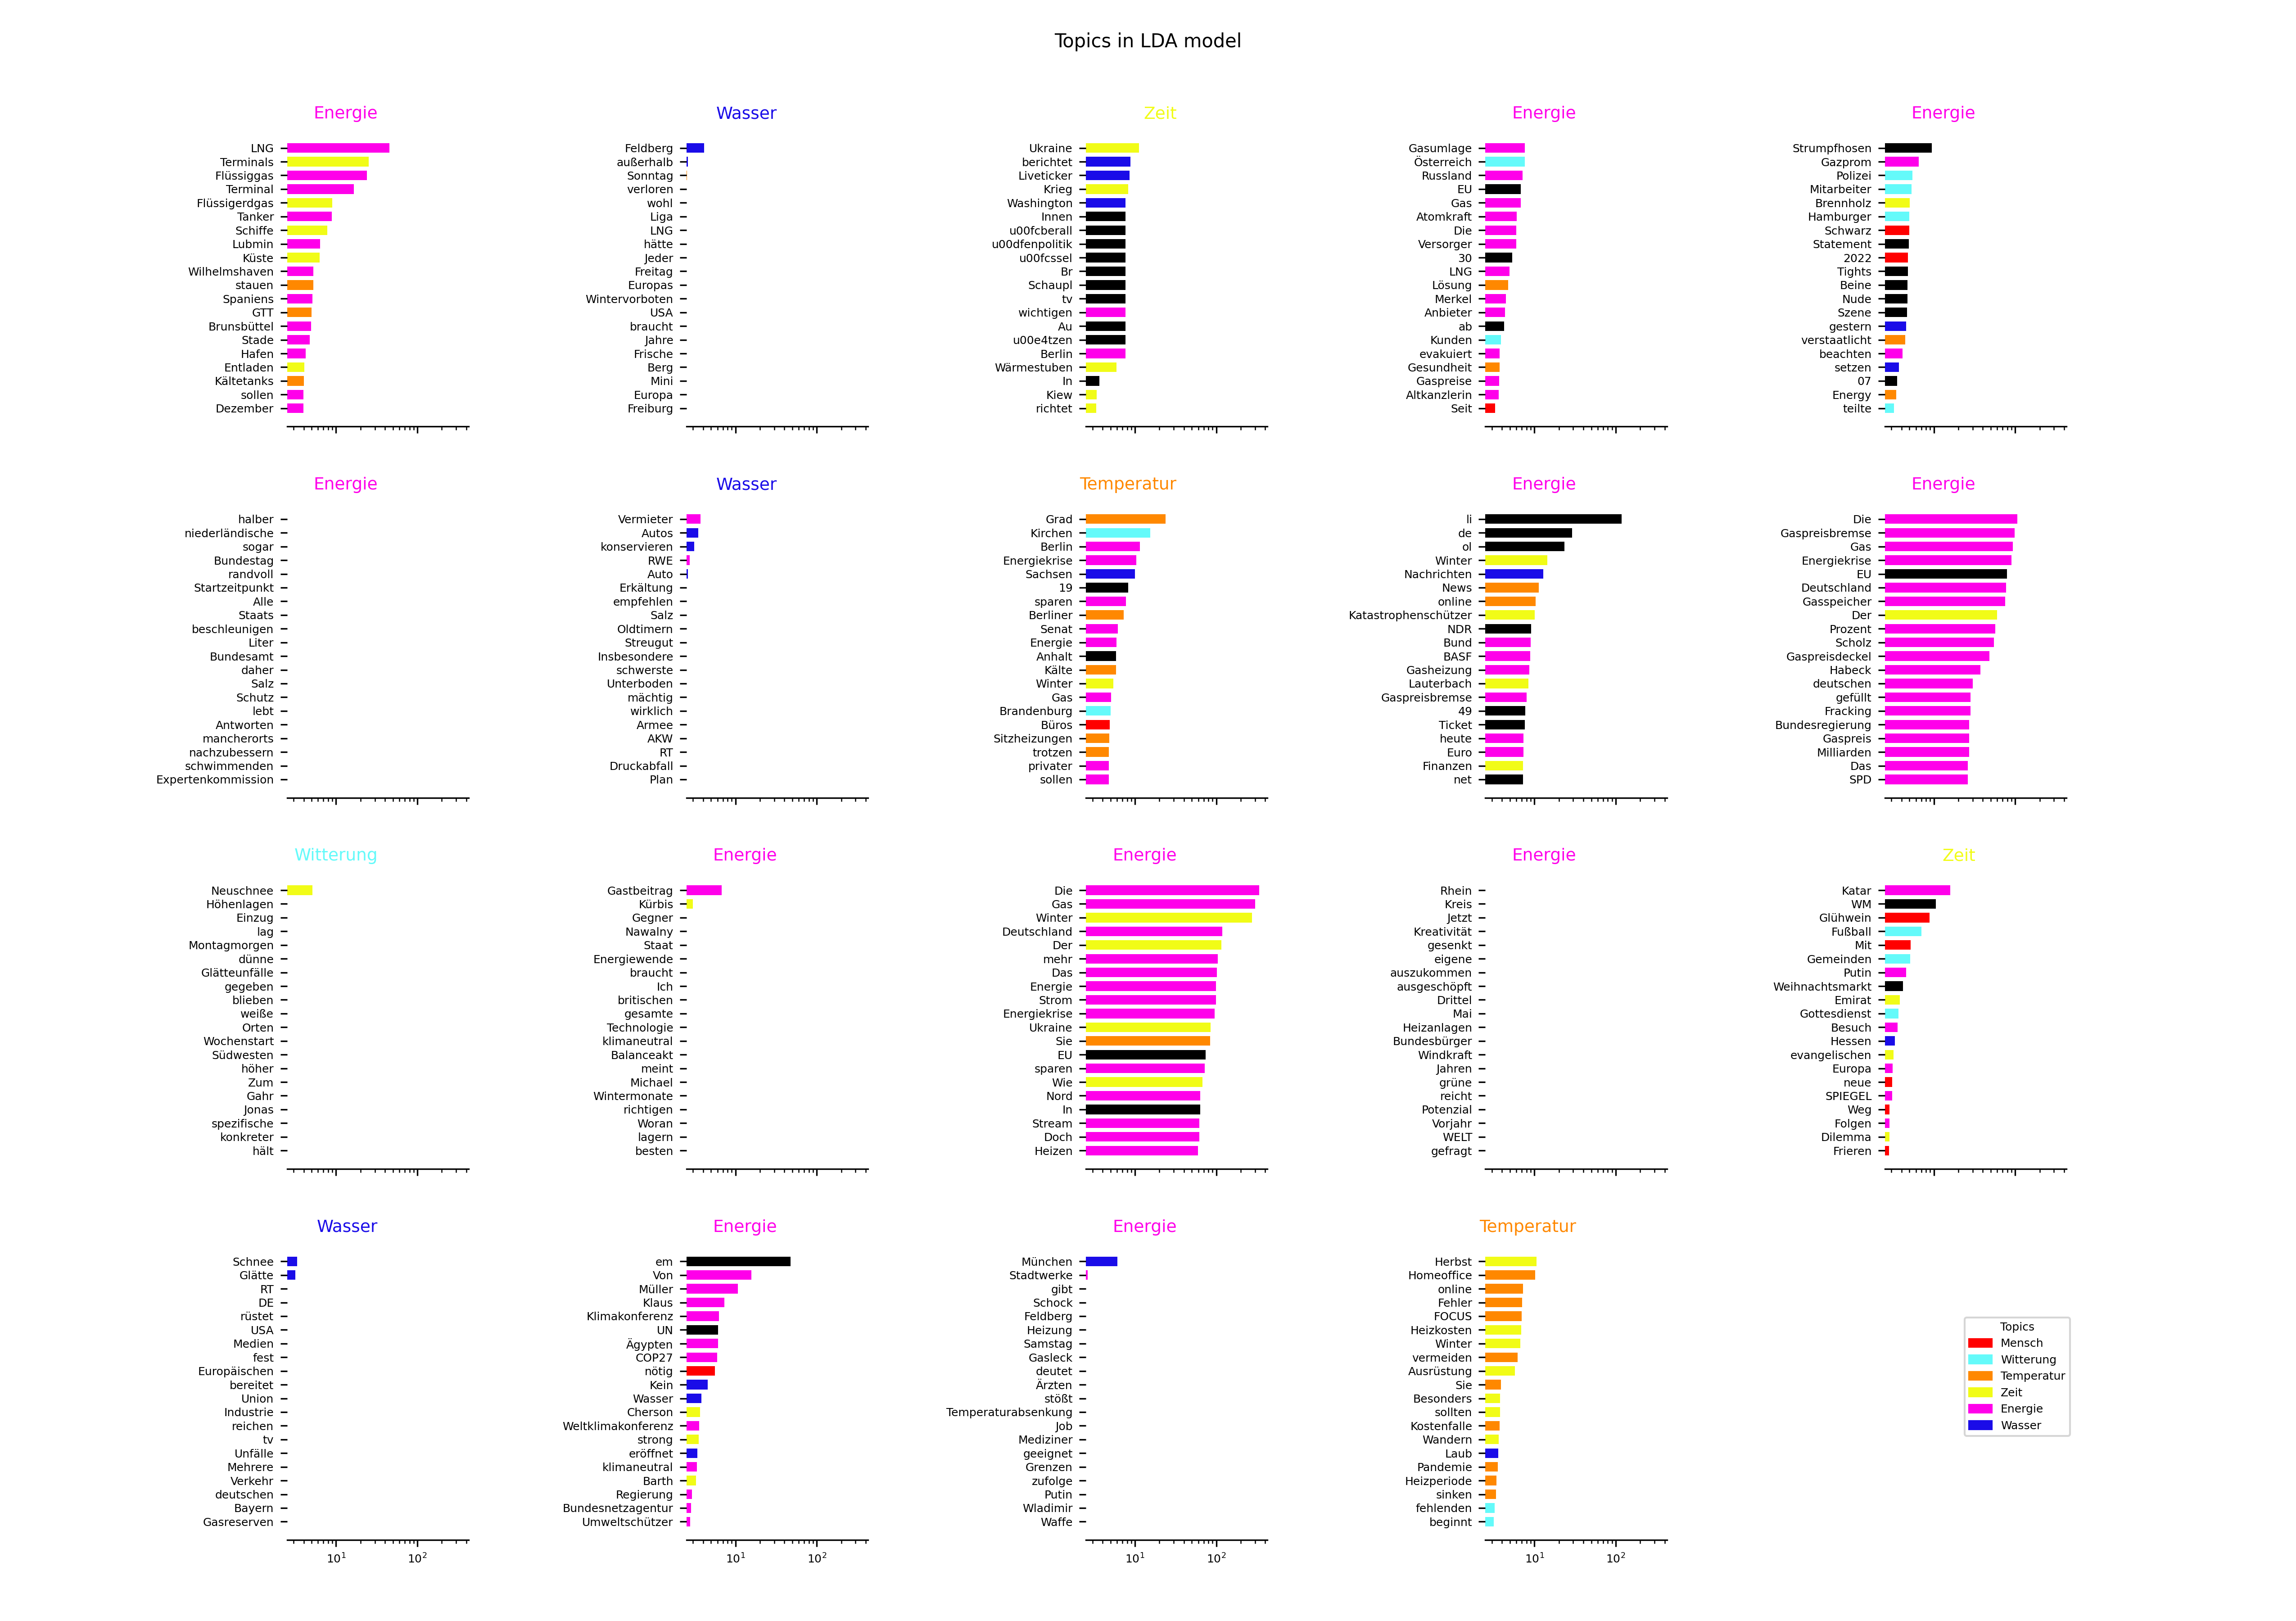 Topics in LDA model
Energie
LNG
Terminals
Flüssiggas
Terminal
Flüssigerdgas
Tanker
Schiffe
Lubmin
Küste
Wilhelmshaven
stauen
Spaniens
GTT
Brunsbüttel
Stade
Hafen
Entladen
Kältetanks
sollen
Dezember
Wasser
Feldberg
außerhalb
Sonntag
verloren
wohl
Liga
LNG
hätte
Jeder
Freitag
Europas
Wintervorboten
USA
braucht
Jahre
Frische
Berg
Mini
Europa
Freiburg
Zeit
Ukraine
berichtet
Liveticker
Krieg
Washington
Innen
u00fcberall
u00dfenpolitik
u00fcssel
Br
Schaupl
tv
wichtigen
Au
u00e4tzen
Berlin
Wärmestuben
In
Kiew
richtet
Energie
Gasumlage
Österreich
Russland
EU
Gas
Atomkraft
Die
Versorger
30
LNG
Lösung
Merkel
Anbieter
ab
Kunden
evakuiert
Gesundheit
Gaspreise
Altkanzlerin
Seit
Energie
Strumpfhosen
Gazprom
Polizei
Mitarbeiter
Brennholz
Hamburger
Schwarz
Statement
2022
Tights
Beine
Nude
Szene
gestern
verstaatlicht
beachten
setzen
07
Energy
teilte
Energie
halber
niederländische
sogar
Bundestag
randvoll
Startzeitpunkt
Alle
Staats
beschleunigen
Liter
Bundesamt
daher
Salz
Schutz
lebt
Antworten
mancherorts
nachzubessern
schwimmenden
Expertenkommission
Wasser
Vermieter
Autos
konservieren
RWE
Auto
Erkältung
empfehlen
Salz
Oldtimern
Streugut
Insbesondere
schwerste
Unterboden
mächtig
wirklich
Armee
AKW
RT
Druckabfall
Plan
Temperatur
Grad
Kirchen
Berlin
Energiekrise
Sachsen
19
sparen
Berliner
Senat
Energie
Anhalt
Kälte
Winter
Gas
Brandenburg
Büros
Sitzheizungen
trotzen
privater
sollen
Energie
li
de
ol
Winter
Nachrichten
News
online
Katastrophenschützer
NDR
Bund
BASF
Gasheizung
Lauterbach
Gaspreisbremse
49
Ticket
heute
Euro
Finanzen
net
Energie
Die
Gaspreisbremse
Gas
Energiekrise
EU
Deutschland
Gasspeicher
Der
Prozent
Scholz
Gaspreisdeckel
Habeck
deutschen
gefüllt
Fracking
Bundesregierung
Gaspreis
Milliarden
Das
SPD
Witterung
Neuschnee
Höhenlagen
Einzug
lag
Montagmorgen
dünne
Glätteunfälle
gegeben
blieben
weiße
Orten
Wochenstart
Südwesten
höher
Zum
Gahr
Jonas
spezifische
konkreter
hält
Energie
Gastbeitrag
Kürbis
Gegner
Nawalny
Staat
Energiewende
braucht
Ich
britischen
gesamte
Technologie
klimaneutral
Balanceakt
meint
Michael
Wintermonate
richtigen
Woran
lagern
besten
Energie
Die
Gas
Winter
Deutschland
Der
mehr
Das
Energie
Strom
Energiekrise
Ukraine
Sie
EU
sparen
Wie
Nord
In
Stream
Doch
Heizen
Energie
Rhein
Kreis
Jetzt
Kreativität
gesenkt
eigene
auszukommen
ausgeschöpft
Drittel
Mai
Heizanlagen
Bundesbürger
Windkraft
Jahren
grüne
reicht
Potenzial
Vorjahr
WELT
gefragt
Zeit
Katar
WM
Glühwein
Fußball
Mit
Gemeinden
Putin
Weihnachtsmarkt
Emirat
Gottesdienst
Besuch
Hessen
evangelischen
Europa
neue
SPIEGEL
Weg
Folgen
Dilemma
Frieren
Wasser
Schnee
Glätte
RT
DE
rüstet
USA
Medien
fest
Europäischen
bereitet
Union
Industrie
reichen
tv
Unfälle
Mehrere
Verkehr
deutschen
Bayern
Gasreserven
10¹ 10²
Energie
em
Von
Müller
Klaus
Klimakonferenz
UN
Ägypten
COP27
nötig
Kein
Wasser
Cherson
Weltklimakonferenz
strong
eröffnet
klimaneutral
Barth
Regierung
Bundesnetzagentur
Umweltschützer
10¹ 10²
Energie
München
Stadtwerke
gibt
Schock
Feldberg
Heizung
Samstag
Gasleck
deutet
Ärzten
stößt
Temperaturabsenkung
Job
Mediziner
geeignet
Grenzen
zufolge
Putin
Wladimir
Waffe
10¹ 10²
Temperatur
Herbst
Homeoffice
online
Fehler
FOCUS
Heizkosten
Winter
vermeiden
Ausrüstung
Sie
Besonders
sollten
Kostenfalle
Wandern
Laub
Pandemie
Heizperiode
sinken
fehlenden
beginnt
10¹ 10²
Topics
Mensch
Witterung
Temperatur
Zeit
Energie
Wasser